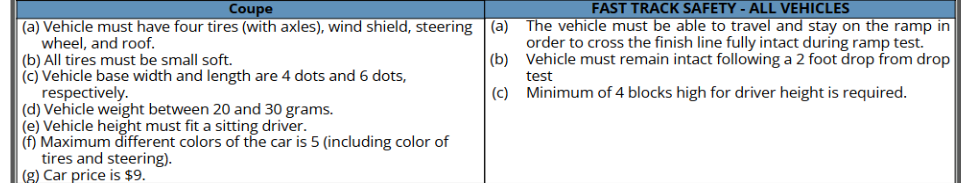 Coupe
(a) Vehicle must have four tires (with axles), wind shield, steering
wheel, and roof.
(b) All tires must be small soft.
(c) Vehicle base width and length are 4 dots and 6 dots,
respectively.
(d) Vehicle weight between 20 and 30 grams.
(e) Vehicle height must fit a sitting driver.
(f) Maximum different colors of the car is 5 (including color of
tires and steering).
(g) Car price is $9.
FAST TRACK SAFETY - ALL VEHICLES
(a) The vehicle must be able to travel and stay on the ramp in
order to cross the finish line fully intact during ramp test.
(b) Vehicle must remain intact following a 2 foot drop from drop
test
(c) Minimum of 4 blocks high for driver height is required.